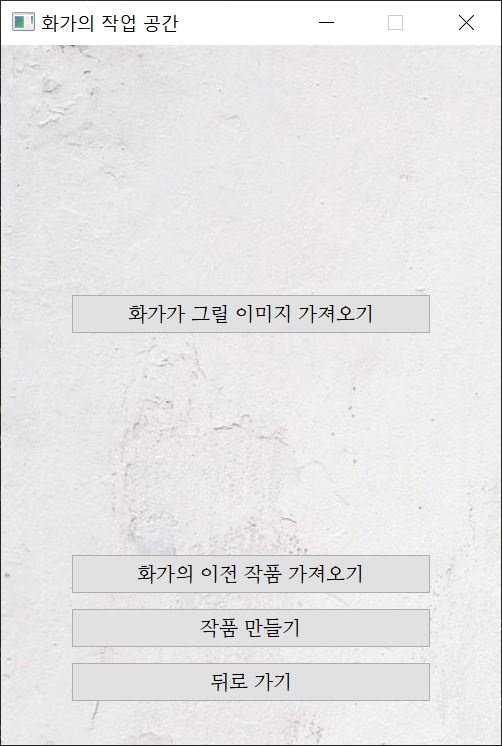 화가의 작업 공간
화가가 그릴 이미지 가져오기
화가의 이전 작품 가져오기
작품 만들기
뒤로 가기